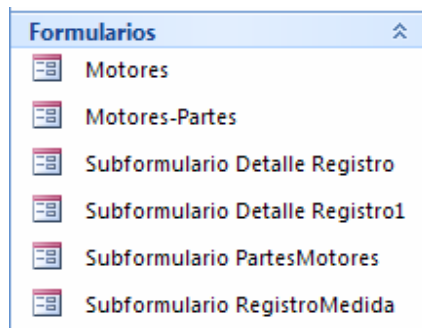 Formularios
Motores
Motores-Partes
Subformulario Detalle Registro
Subformulario Detalle Registro1
Subformulario PartesMotores
Subformulario RegistroMedida